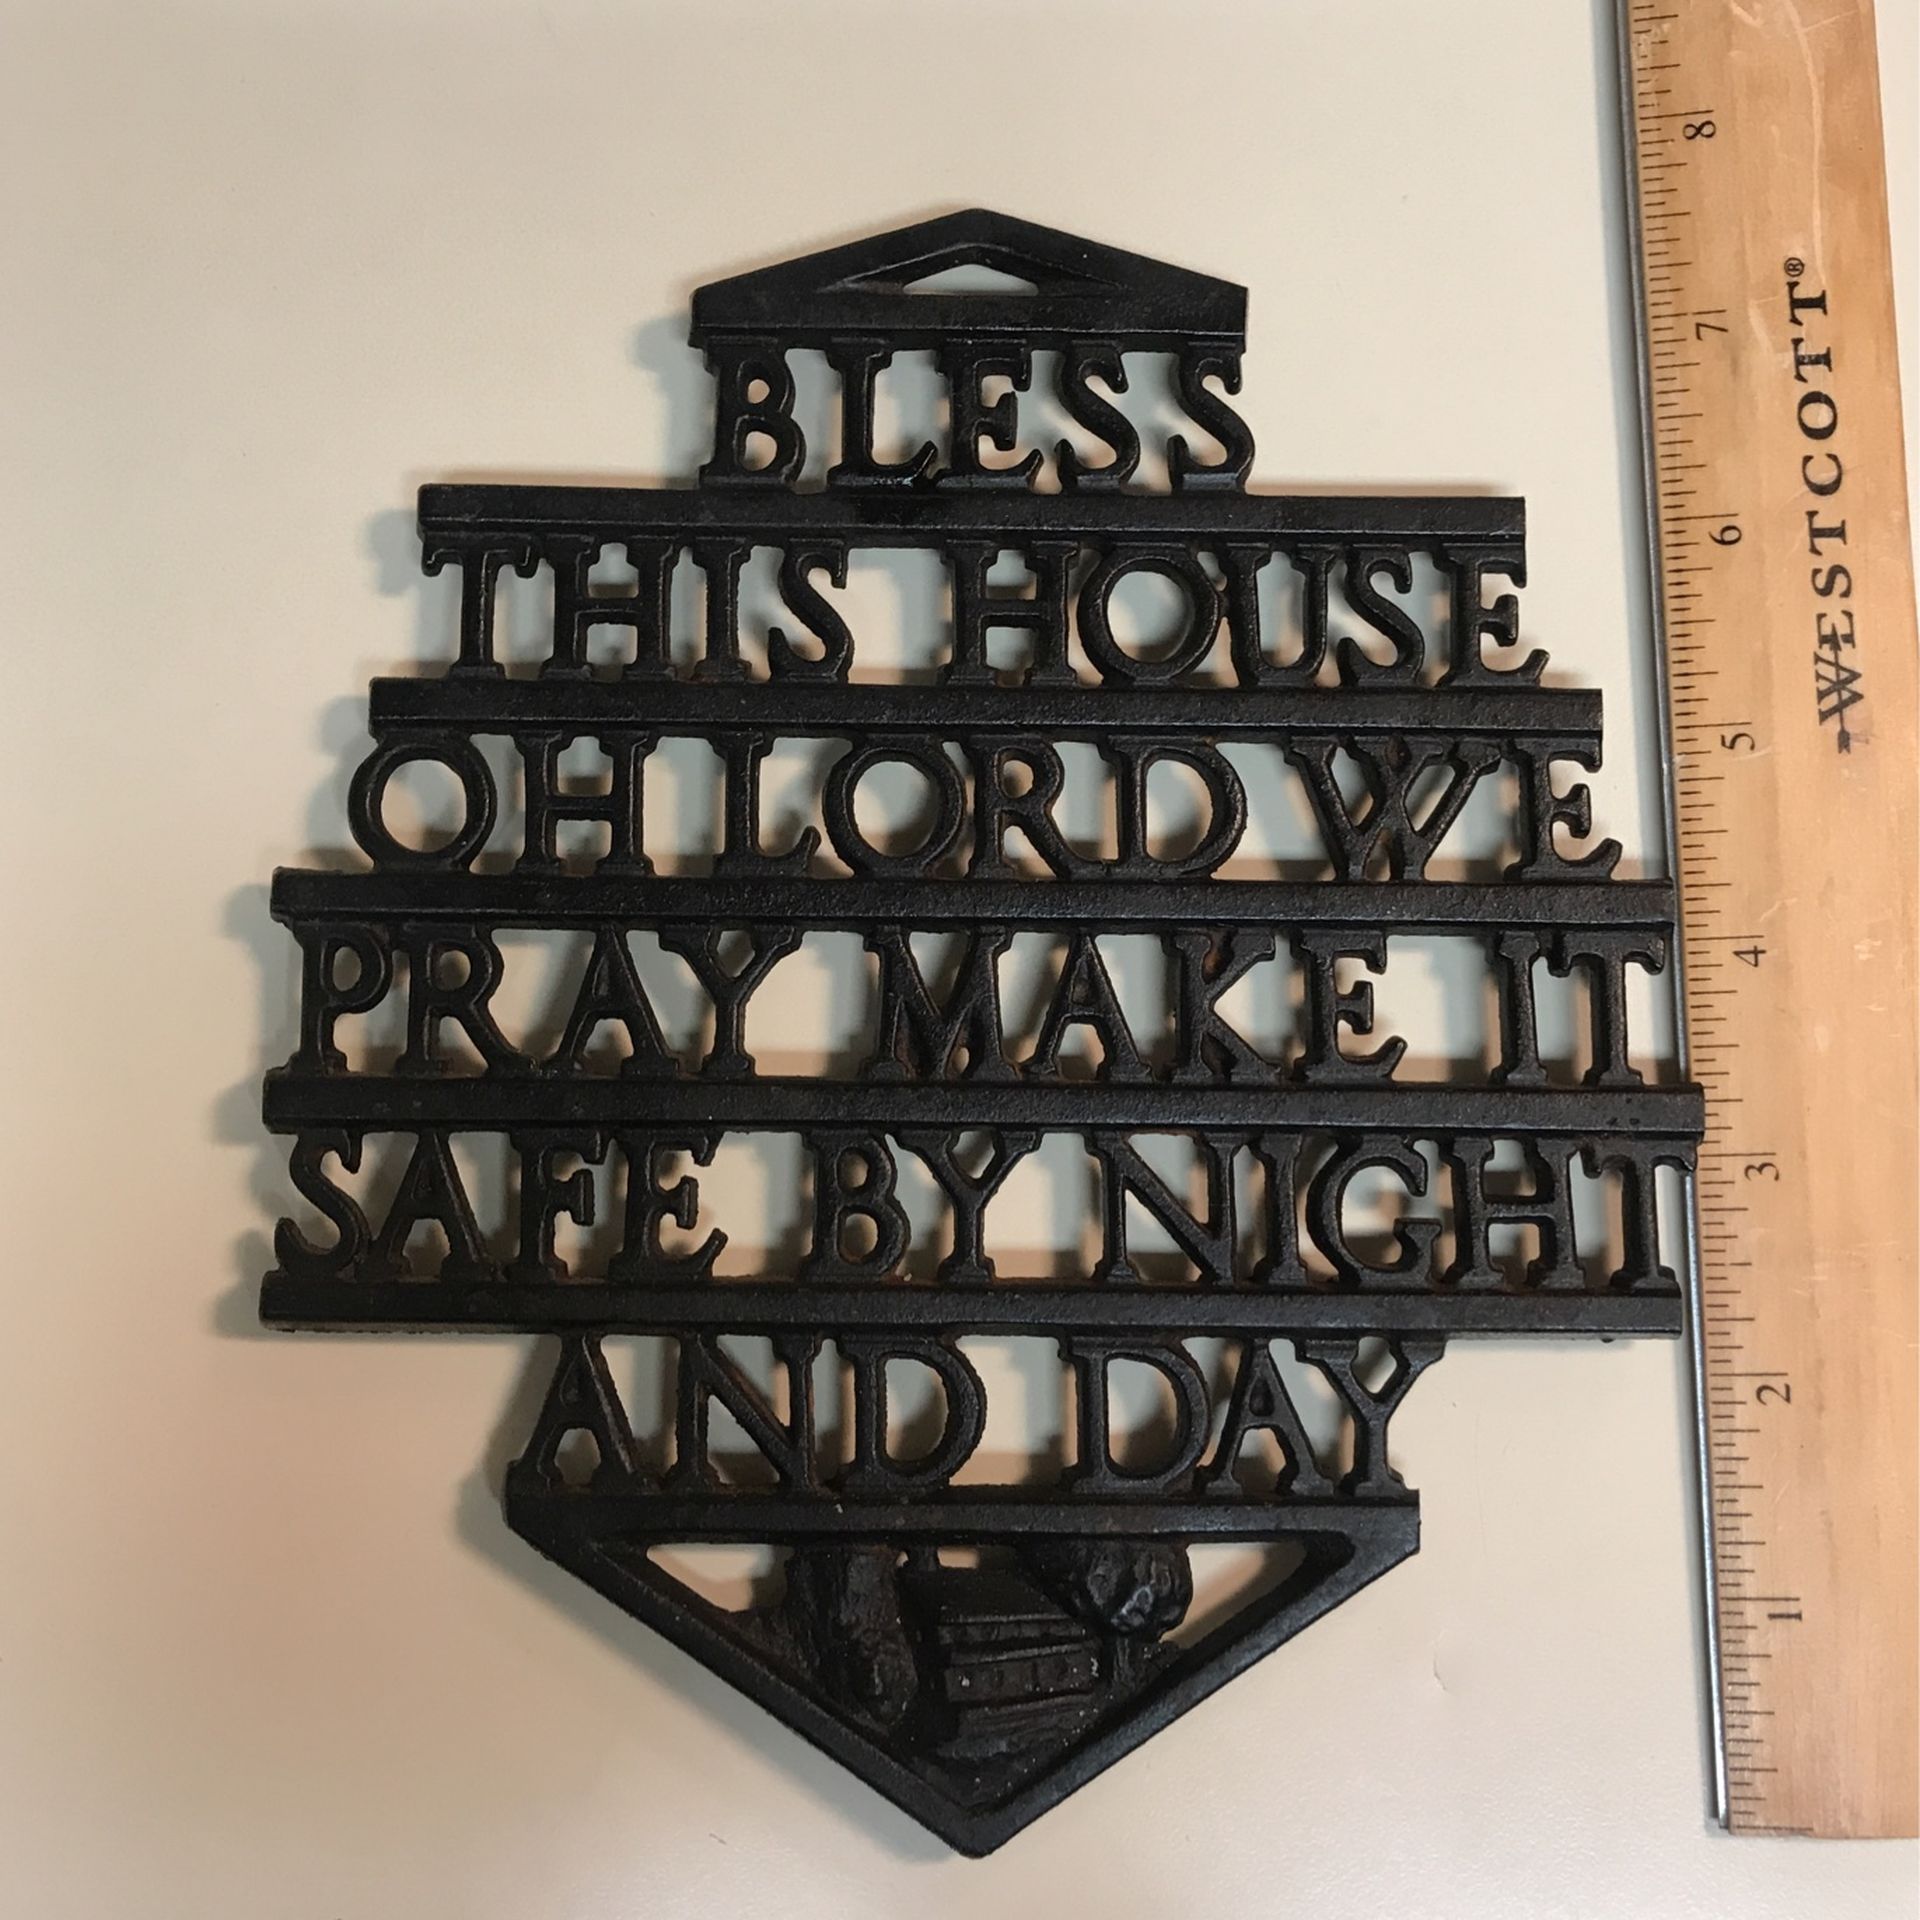 BLESS
THIS HOUSE
OH LORD WE
PRAY MAKE IT
SAFE BY NIGHT
AND DAY
WESTCOTT®
8
7
6
5
4
3
2
1